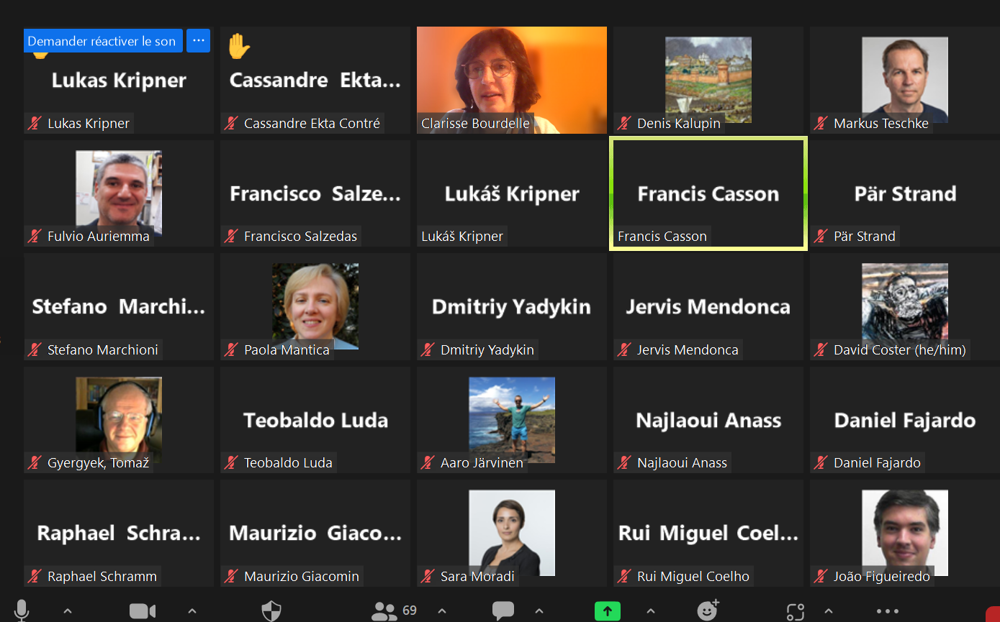 Demander réactiver le son
Lukas Kripner
Lukas Kripner
Cassandre Ekta...
Cassandre Ekta Contré
Clarisse Bourdelle
Denis Kalupin
Markus Teschke
Fulvio Auriemma
Francisco Salze...
Francisco Salzedas
Lukáš Kripner
Lukáš Kripner
Francis Casson
Francis Casson
Pär Strand
Pär Strand
Stefano Marchi...
Stefano Marchioni
Paola Mantica
Dmitriy Yadykin
Dmitriy Yadykin
Jervis Mendonca
Jervis Mendonca
David Coster (he/him)
Gyergyek, Tomaž
Teobaldo Luda
Teobaldo Luda
Aaro Järvinen
Najlaoui Anass
Najlaoui Anass
Daniel Fajardo
Daniel Fajardo
Raphael Schra...
Raphael Schramm
Maurizio Giaco...
Maurizio Giacomin
Sara Moradi
Rui Miguel Coel...
Rui Miguel Coelho
João Figueiredo
69